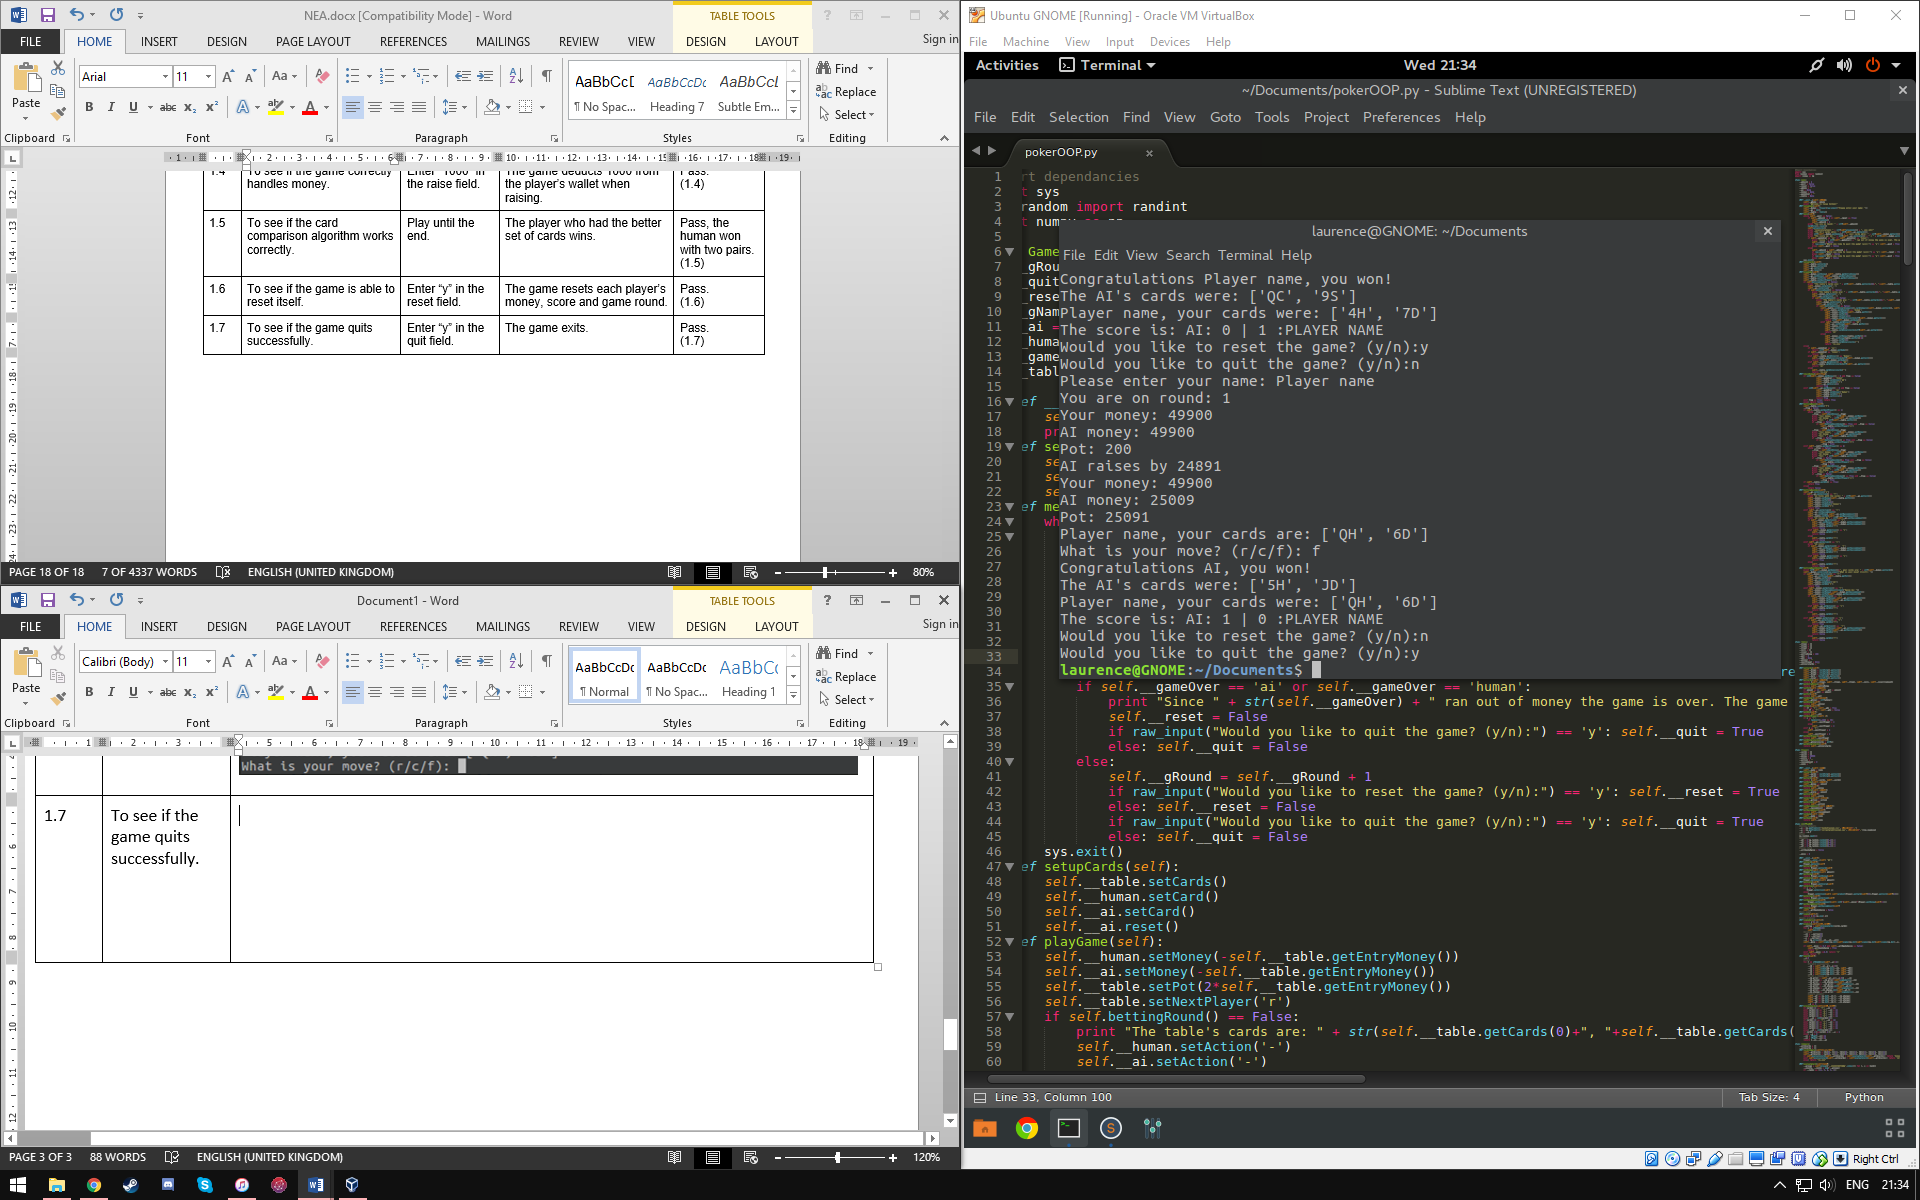 NEA.docx [Compatibility Mode] - Word
TABLE TOOLS
FILE HOME INSERT DESIGN PAGE LAYOUT REFERENCES MAILINGS REVIEW VIEW DESIGN LAYOUT Sign in
Arial 11
Paste
Find
Replace
Select
AaBbCcD AaBbCcDc AaBbCcL
¶ No Spac... Heading 7 Subtle Em...
Clipboard Font Paragraph Styles Editing
handles money. the raise field. the player's wallet when raising. (1.4)
1.5 To see if the card comparison algorithm works correctly. Play until the end. The player who had the better set of cards wins. Pass, the human won with two pairs. (1.5)
1.6 To see if the game is able to reset itself. Enter “y” in the reset field. The game resets each player's money, score and game round. Pass. (1.6)
1.7 To see if the game quits successfully. Enter “y” in the quit field. The game exits. Pass. (1.7)
PAGE 18 OF 18 7 OF 4337 WORDS ENGLISH (UNITED KINGDOM) 80%
Document1 - Word
TABLE TOOLS
FILE HOME INSERT DESIGN PAGE LAYOUT REFERENCES MAILINGS REVIEW VIEW DESIGN LAYOUT Sign in
Calibri (Body) 11
Paste
Find
Replace
Select
AaBbCcDc AaBbCcDc AaBbCc
¶ Normal ¶ No Spac... Heading 1
Clipboard Font Paragraph Styles Editing
What is your move? (r/c/f):
1.7 To see if the
game quits
successfully.
PAGE 3 OF 3 88 WORDS ENGLISH (UNITED KINGDOM) 120%
Ubuntu GNOME [Running] - Oracle VM VirtualBox
File Machine View Input Devices Help
Activities Terminal Wed 21:34
~/Documents/pokerOOP.py - Sublime Text (UNREGISTERED)
File Edit Selection Find View Goto Tools Project Preferences Help
pokerOOP.py
1 rt dependancies
2 t sys
3 random import randint
laurence@GNOME: ~/Documents
File Edit View Search Terminal Help
Congratulations Player name, you won!
The AI's cards were: ['QC', '9S']
Player name, your cards were: ['4H', '7D']
The score is: AI: 0 | 1 :PLAYER NAME
Would you like to reset the game? (y/n):y
Would you like to quit the game? (y/n):n
Please enter your name: Player name
You are on round: 1
Your money: 49900
AI money: 49900
Pot: 200
AI raises by 24891
Your money: 49900
AI money: 25009
Pot: 25091
Player name, your cards are: ['QH', '6D']
What is your move? (r/c/f): f
Congratulations AI, you won!
The AI's cards were: ['5H', 'JD']
Player name, your cards were: ['QH', '6D']
The score is: AI: 1 | 0 :PLAYER NAME
Would you like to reset the game? (y/n):n
Would you like to quit the game? (y/n):y
laurence@GNOME:~/Documents$
35 if self.__gameOver == 'ai' or self.__gameOver == 'human':
36 print "Since " + str(self.__gameOver) + " ran out of money the game is over. The game
37 self.__reset = False
38 if raw_input("Would you like to quit the game? (y/n):") == 'y': self.__quit = True
39 else: self.__quit = False
40 else:
41 self.__gRound = self.__gRound + 1
42 if raw_input("Would you like to reset the game? (y/n):") == 'y': self.__reset = True
43 else: self.__reset = False
44 if raw_input("Would you like to quit the game? (y/n):") == 'y': self.__quit = True
45 else: self.__quit = False
46 sys.exit()
47 ef setupCards(self):
48 self.__table.setCards()
49 self.__human.setCard()
50 self.__ai.setCard()
51 self.__ai.reset()
52 ef playGame(self):
53 self.__human.setMoney(-self.__table.getEntryMoney())
54 self.__ai.setMoney(-self.__table.getEntryMoney())
55 self.__table.setPot(2*self.__table.getEntryMoney())
56 self.__table.setNextPlayer('r')
57 if self.bettingRound() == False:
58 print "The table's cards are: " + str(self.__table.getCards(0)+", "+self.__table.getCards(
59 self.__human.setAction('-')
60 self.__ai.setAction('-')
Line 33, Column 100 Tab Size: 4 Python
Right Ctrl
ENG 21:34